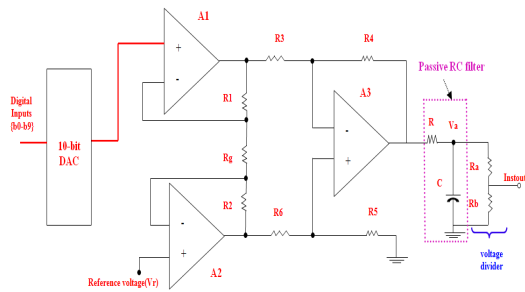 A1
R3
R4
Passive RC filter
+
-
Digital
Inputs
{b0-b9}
10-bit
DAC
R1
A3
R
Va
Rg
-
+
Ra
Instout
C
Rb
R2
R6
R5
-
+
voltage
divider
Reference voltage(Vr)
A2